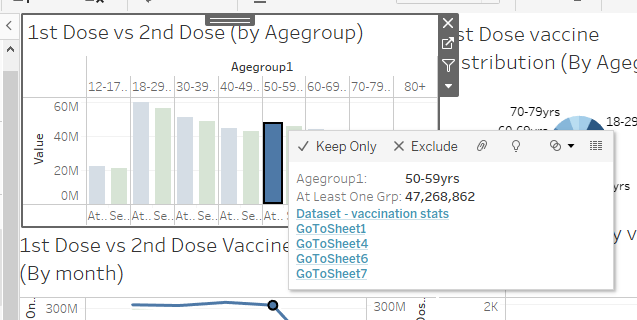 1st Dose vs 2nd Dose (by Agegroup)
st Dose vaccine
stribution (By Age
Agegroup1
12-17.. 18-29.. 30-39.. 40-49.. 50-59.. 60-69.. 70-79.. 80+
60M
40M
20M
0M
Value
At.. Se.. At.. Se.. At.. Se.. At.. Se.. At..
70-79yrs
18-29
Keep Only
Exclude
Agegroup1: 50-59yrs
At Least One Grp: 47,268,862
Dataset - vaccination stats
GoToSheet1
GoToSheet4
GoToSheet6
GoToSheet7
1st Dose vs 2nd Dose Vaccine
(By month)
On..
300M
300M
Dos..
2K